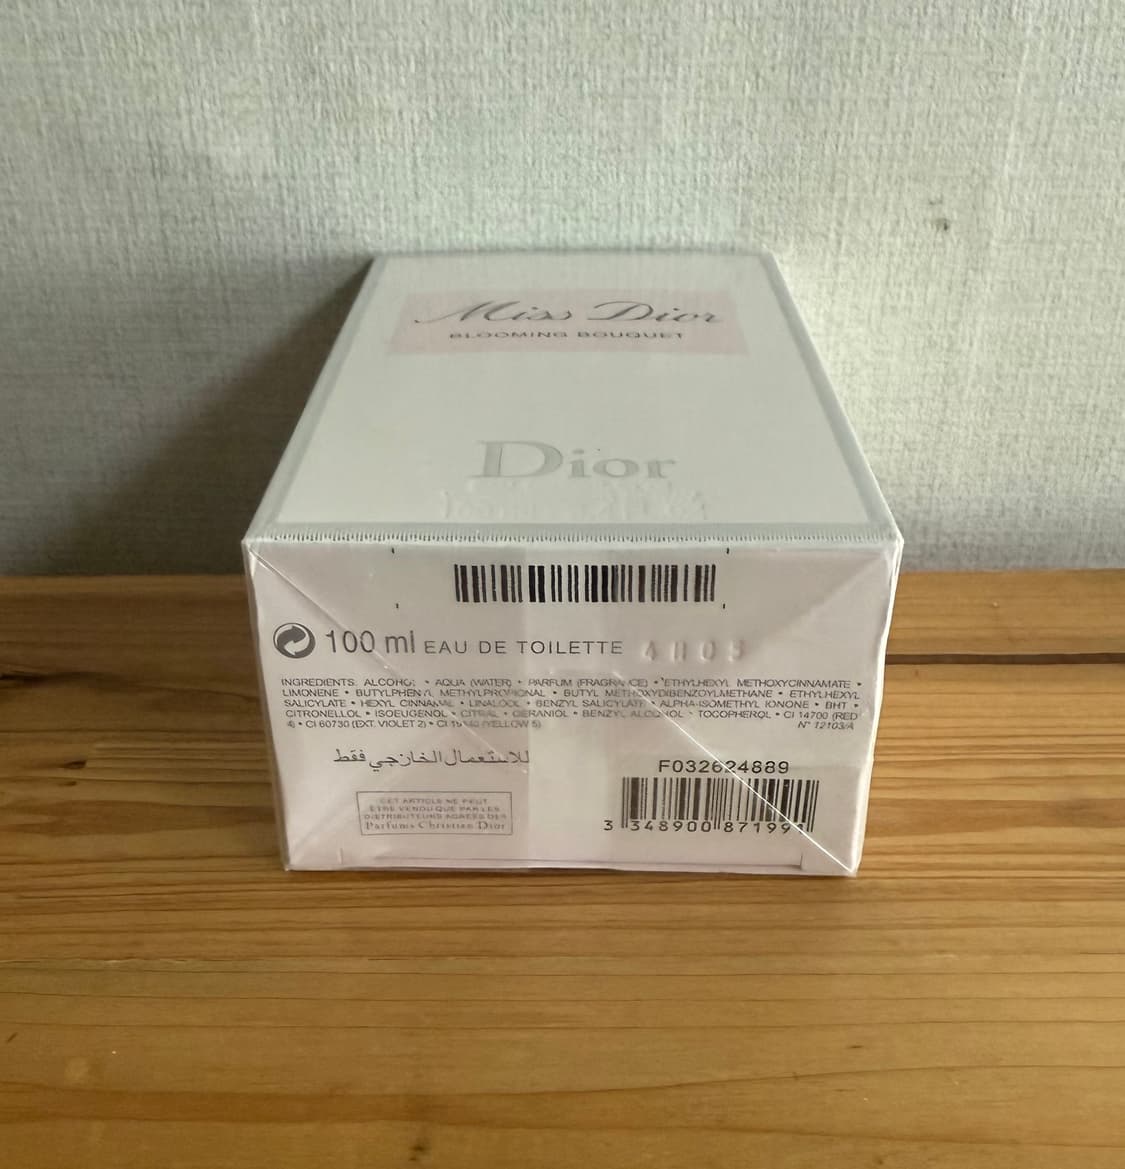 Miss Dior
BLOOMING BOUQUET
Dior
100 ml EAU DE TOILETTE
INGREDIENTS: ALCOHOL • AQUA (WATER) • PARFUM (FRAGRANCE) • ETHYLHEXYL METHOXYCINNAMATE •
LIMONENE • BUTYLPHENYL METHYLPROPIONAL • BUTYL METHOXYDIBENZOYLMETHANE • ETHYLHEXYL
SALICYLATE • HEXYL CINNAMAL • LINALOOL • BENZYL SALICYLATE • ALPHA-ISOMETHYL IONONE • BHT •
CITRONELLOL • ISOEUGENOL • CITRAL • GERANIOL • BENZYL ALCOHOL • TOCOPHEROL • CI 14700 (RED
4) • CI 60730 (EXT. VIOLET 2) • CI 19140 (YELLOW 5) N° 12103/A
للاستعمال الخارجي فقط
F032624889
CET ARTICLE NE PEUT
ETRE VENDU QUE PAR LES
DISTRIBUTEURS AGREES DES
Parfums Christian Dior
3 348900 871991